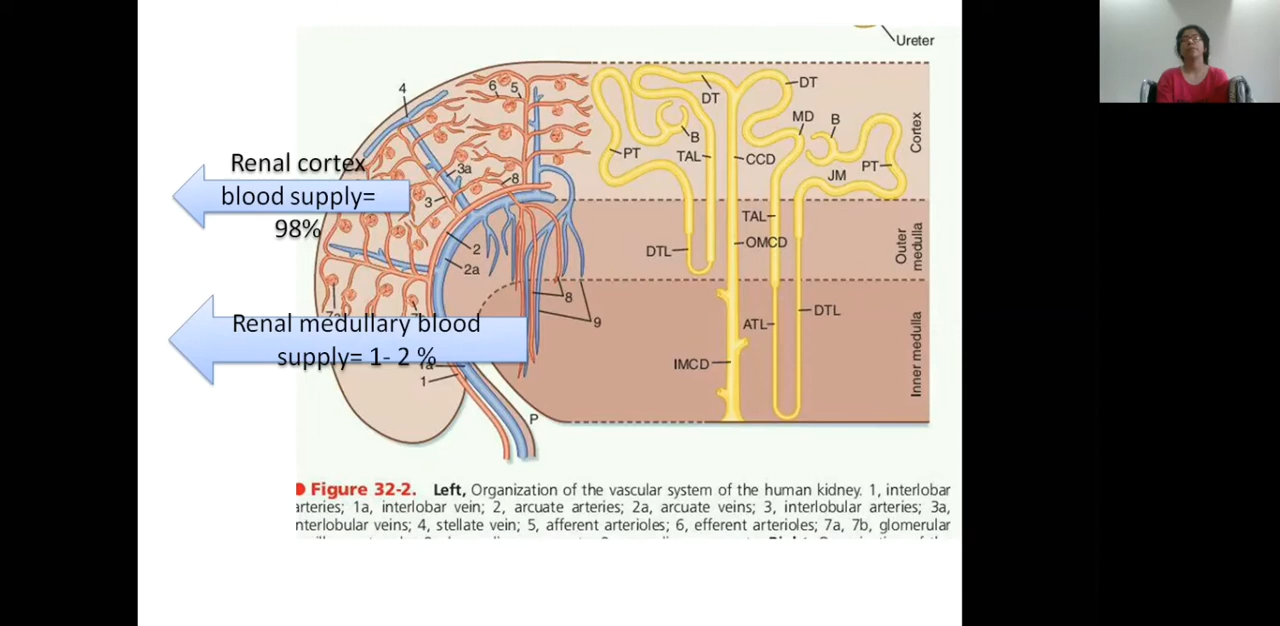 Ureter
4
6
5
DT
DT
MD
B
B
PT
TAL
CCD
PT
JM
Cortex
3a
8
3
Renal cortex
blood supply=
98%
2
2a
TAL
OMCD
DTL
Outer
medulla
8
9
ATL
DTL
Renal medullary blood
supply= 1- 2 %
1a
1
IMCD
Inner medulla
P
Figure 32-2. Left, Organization of the vascular system of the human kidney. 1, interlobar
arteries; 1a, interlobar vein; 2, arcuate arteries; 2a, arcuate veins; 3, interlobular arteries; 3a,
nterlobular veins; 4, stellate vein; 5, afferent arterioles; 6, efferent arterioles; 7a, 7b, glomerular